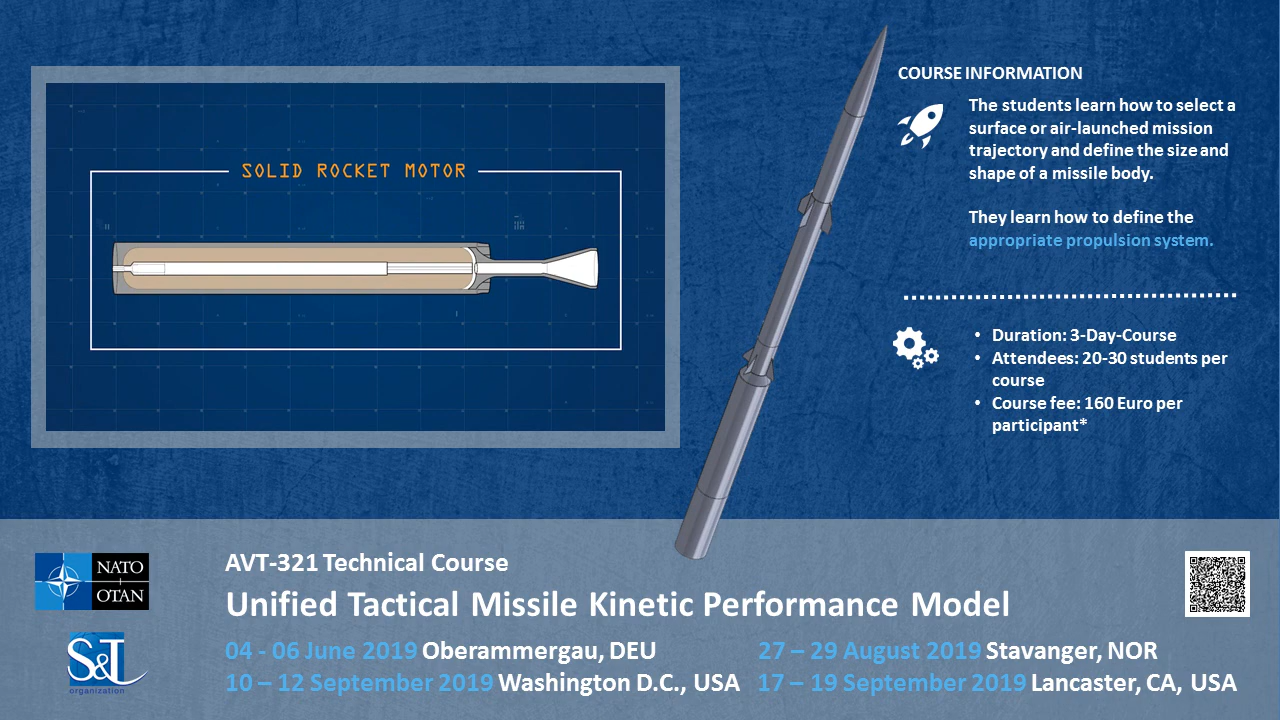 COURSE INFORMATION
The students learn how to select a
surface or air-launched mission
trajectory and define the size and
shape of a missile body.
They learn how to define the
appropriate propulsion system.
SOLID ROCKET MOTOR
• Duration: 3-Day-Course
• Attendees: 20-30 students per
course
• Course fee: 160 Euro per
participant*
NATO
OTAN
S&T
organization
AVT-321 Technical Course
Unified Tactical Missile Kinetic Performance Model
04 - 06 June 2019 Oberammergau, DEU
27 – 29 August 2019 Stavanger, NOR
10 – 12 September 2019 Washington D.C., USA
17 – 19 September 2019 Lancaster, CA, USA